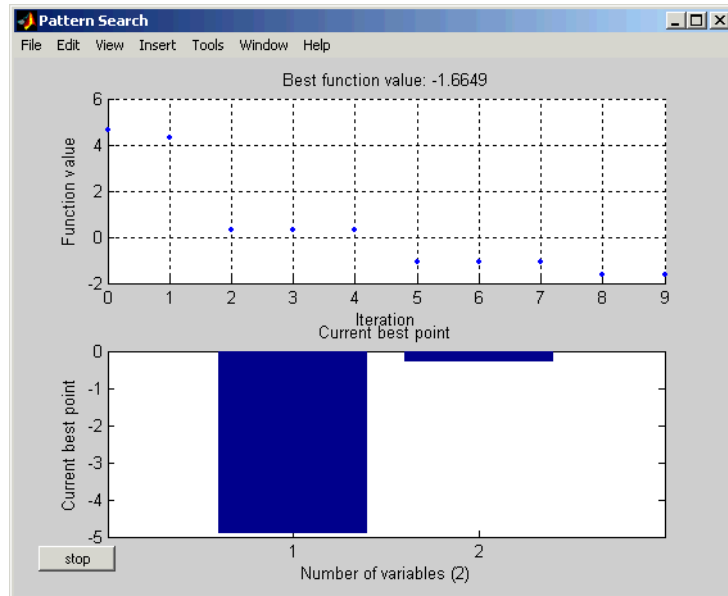 Pattern Search
File Edit View Insert Tools Window Help
Best function value: -1.6649
Function value
6
4
2
0
-2
0 1 2 3 4 5 6 7 8 9
Iteration
Current best point
Current best point
0
-1
-2
-3
-4
-5
1 2
Number of variables (2)
stop